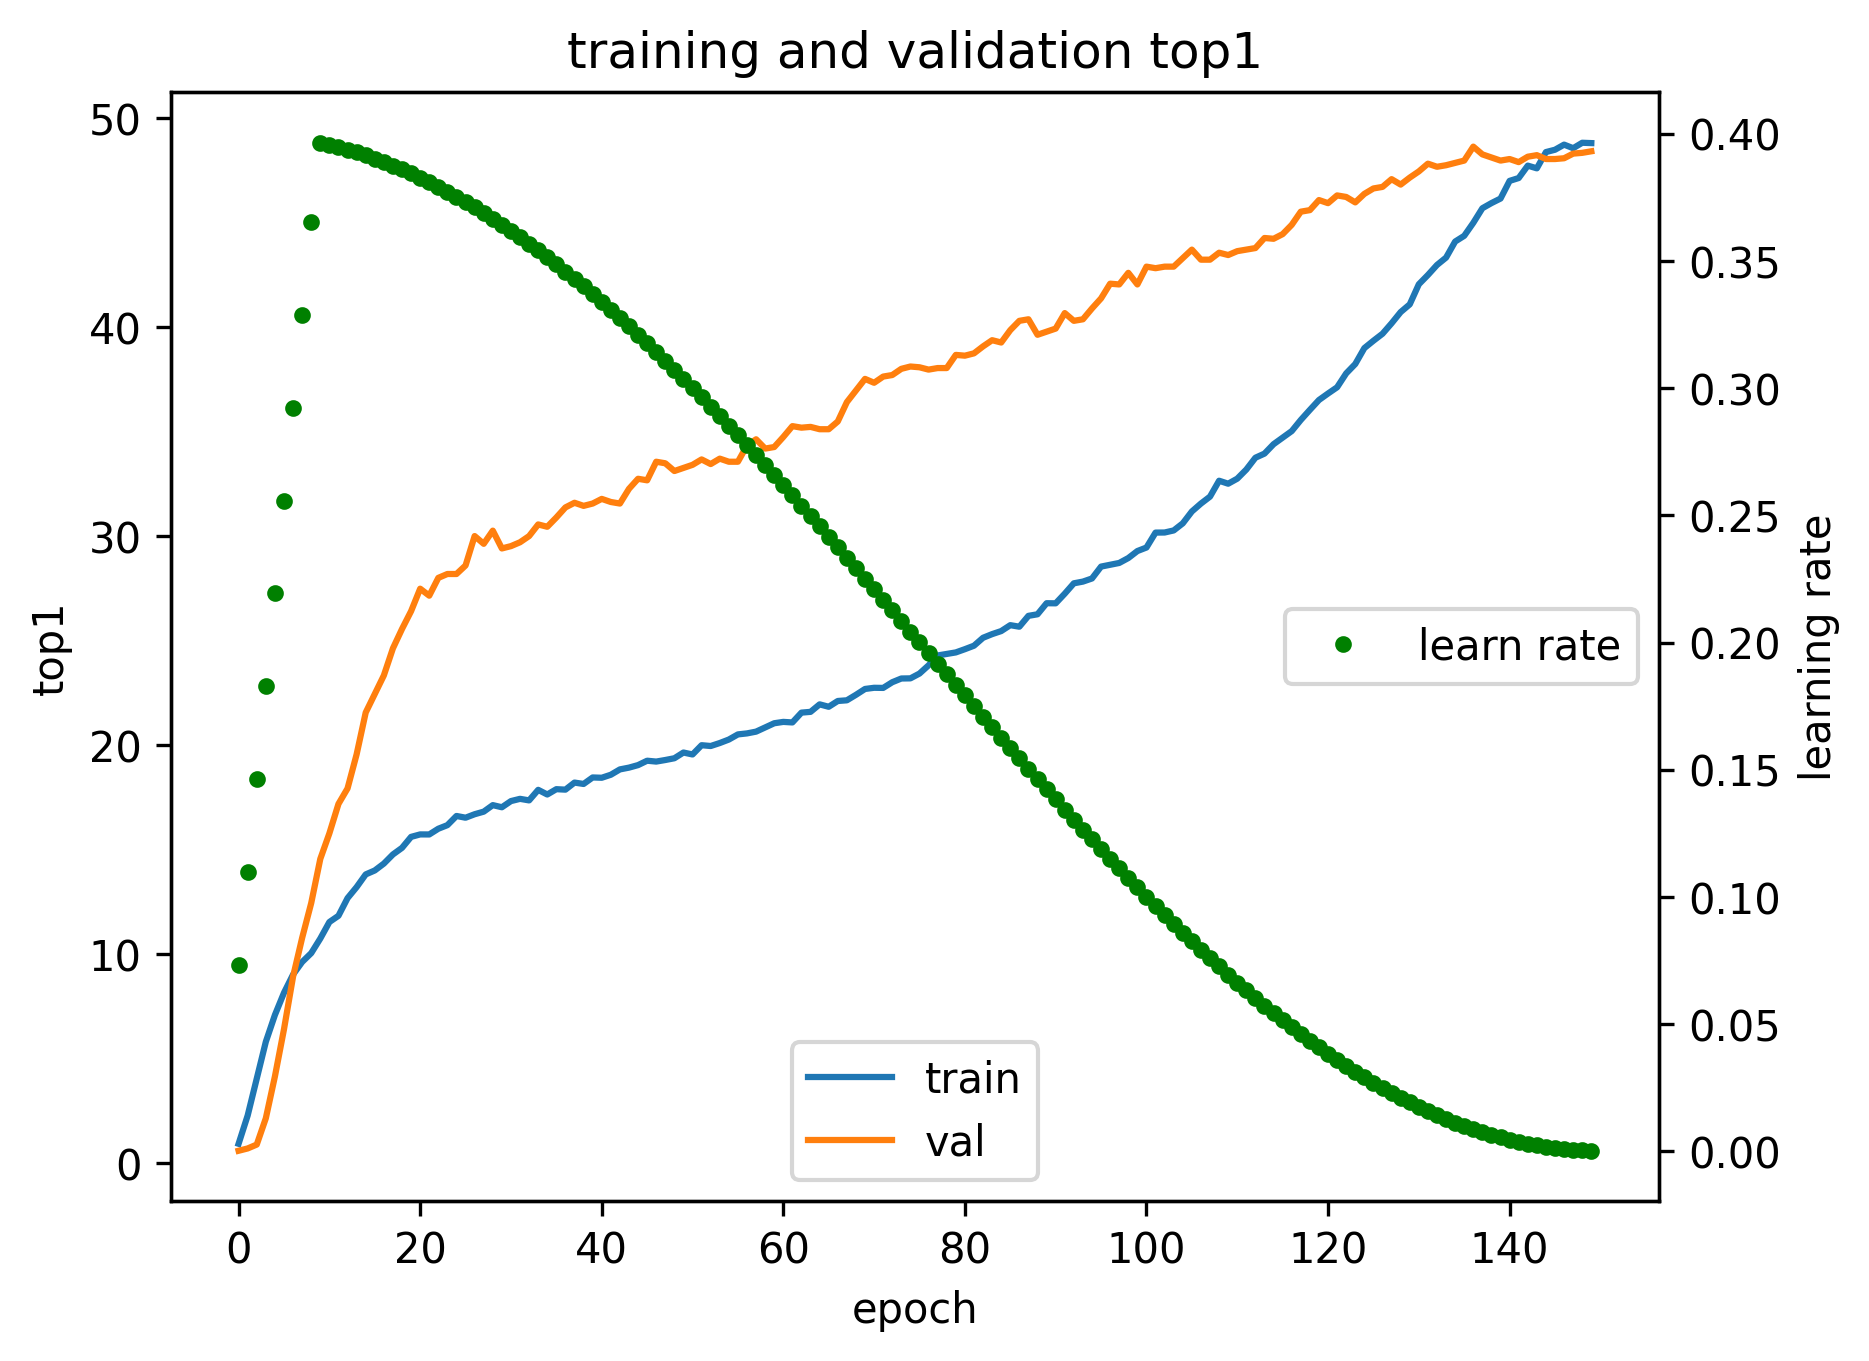 training and validation top1
50
40
30
20
10
0
top1
0.40
0.35
0.30
0.25
0.20
0.15
0.10
0.05
0.00
learning rate
learn rate
train
val
0 20 40 60 80 100 120 140
epoch